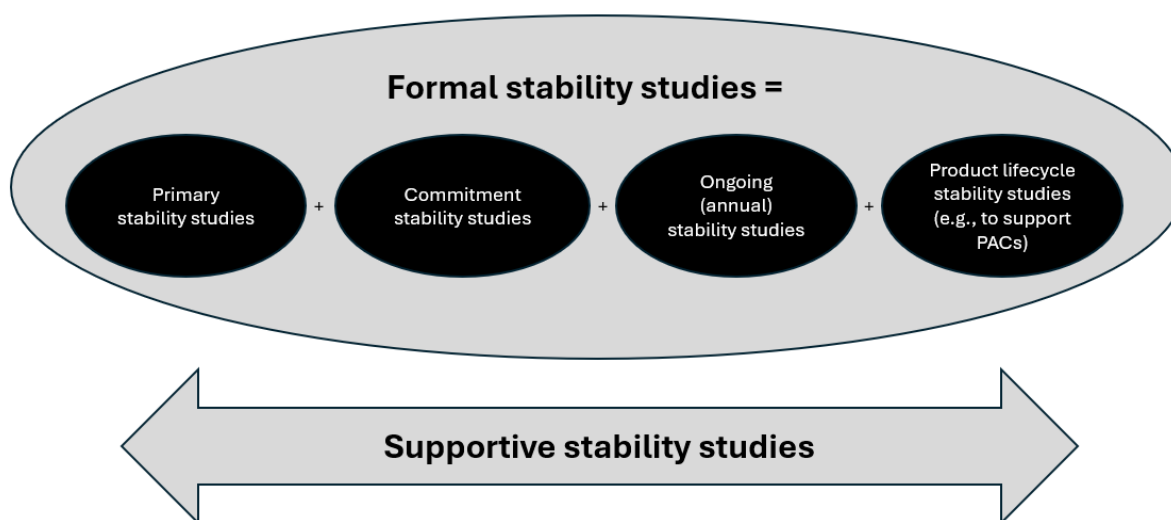 Formal stability studies =
Primary
stability studies
+
Commitment
stability studies
+
Ongoing
(annual)
stability studies
+
Product lifecycle
stability studies
(e.g., to support
PACs)
Supportive stability studies